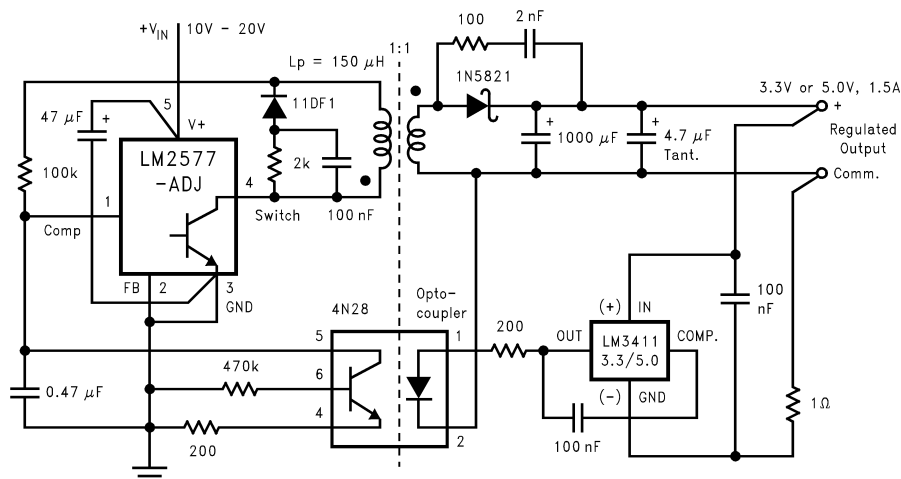 +VIN 10V - 20V
Lp = 150 μH
1:1
100
2 nF
1N5821
3.3V or 5.0V, 1.5A
+
Regulated
Output
Comm.
47 μF
+
5
V+
11DF1
+
1000 μF
+
4.7 μF
Tant.
LM2577
-ADJ
100k
2k
4
1
Comp
Switch
100 nF
FB
2
3
GND
4N28
Opto-
coupler
100
nF
(+)
IN
5
1
200
OUT
LM3411
3.3/5.0
COMP.
470k
6
0.47 μF
4
(-)
GND
1Ω
200
2
100 nF